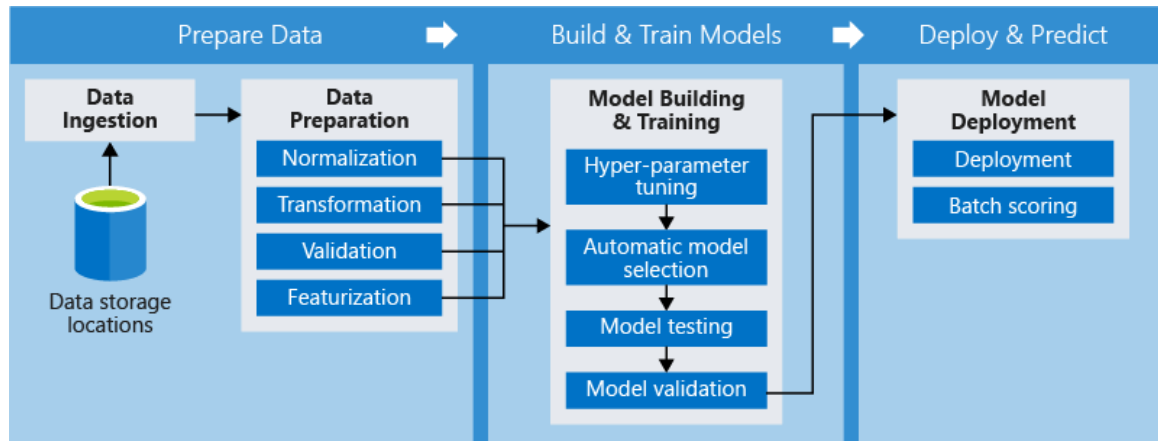 Prepare Data
Build & Train Models
Deploy & Predict
Data
Ingestion
Data storage
locations
Data
Preparation
Normalization
Transformation
Validation
Featurization
Model Building
& Training
Hyper-parameter
tuning
Automatic model
selection
Model testing
Model validation
Model
Deployment
Deployment
Batch scoring